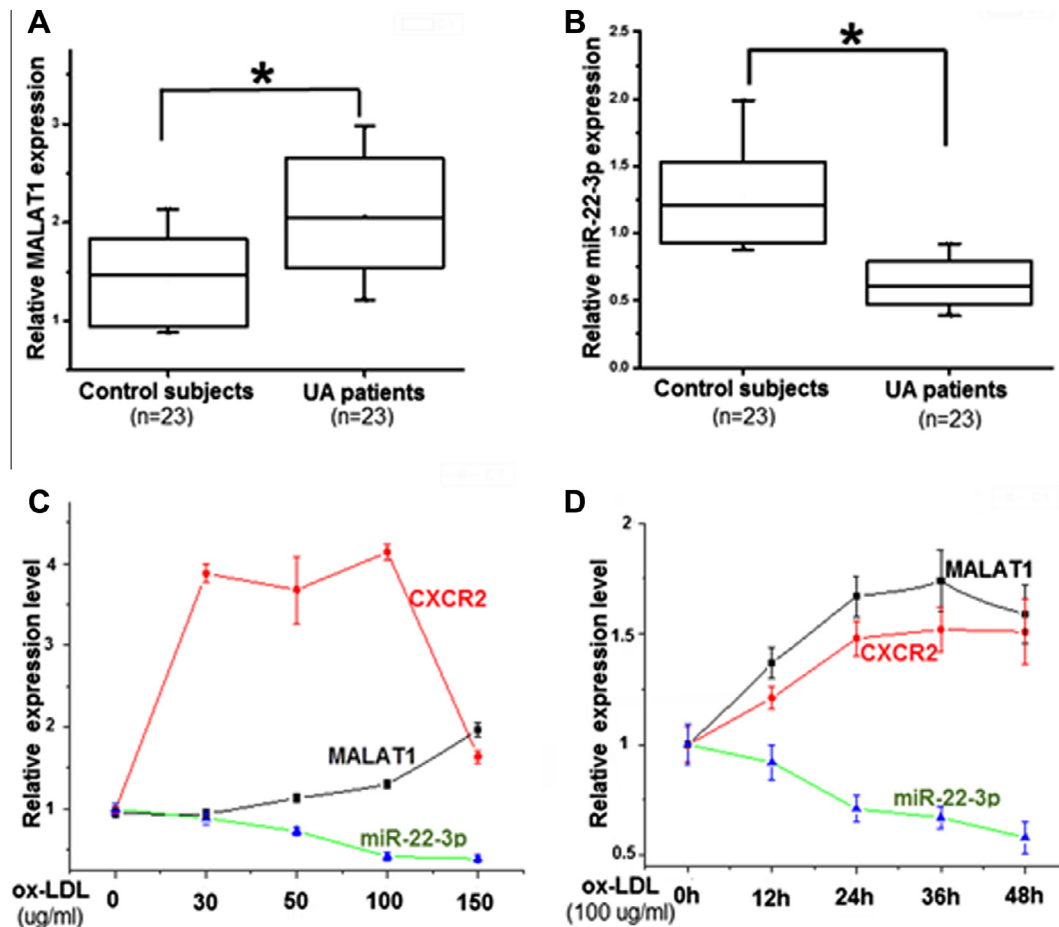 A
Relative MALAT1 expression
3
2
1
*
Control subjects
(n=23)
UA patients
(n=23)
B
Relative miR-22-3p expression
2.5
2.0
1.5
1.0
0.5
0.0
*
Control subjects
(n=23)
UA patients
(n=23)
C
Relative expression level
4
3
2
1
CXCR2
MALAT1
miR-22-3p
ox-LDL
(ug/ml)
0 30 50 100 150
D
Relative expression level
2
1.5
1
0.5
MALAT1
CXCR2
miR-22-3p
ox-LDL
(100 ug/ml)
0h 12h 24h 36h 48h